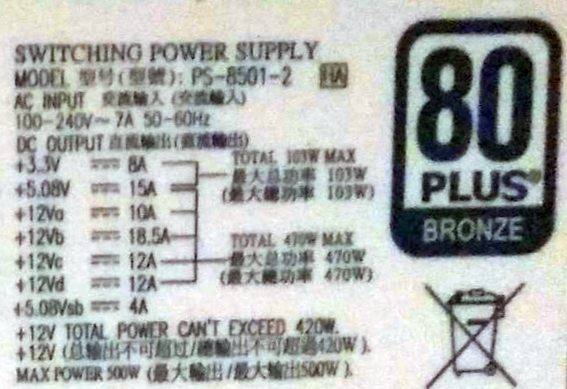 SWITCHING POWER SUPPLY
MODEL 型号(型號): PS-8501-2 HA
AC INPUT 交流输入 (交流輸入)
100-240V~ 7A 50-60Hz
DC OUTPUT 直流输出(直流輸出)
+3.3V ⎓ 8A
+5.08V ⎓ 15A
TOTAL 103W MAX
最大总功率 103W
(最大總功率 103W)
+12Va ⎓ 10A
+12Vb ⎓ 18.5A
+12Vc ⎓ 12A
+12Vd ⎓ 12A
TOTAL 470W MAX
最大总功率 470W
(最大總功率 470W)
+5.08Vsb ⎓ 4A
+12V TOTAL POWER CAN'T EXCEED 420W.
+12V (总输出不可超过/總輸出不可超過420W).
MAX POWER 500W (最大输出/最大輸出500W).
80
PLUS®
BRONZE